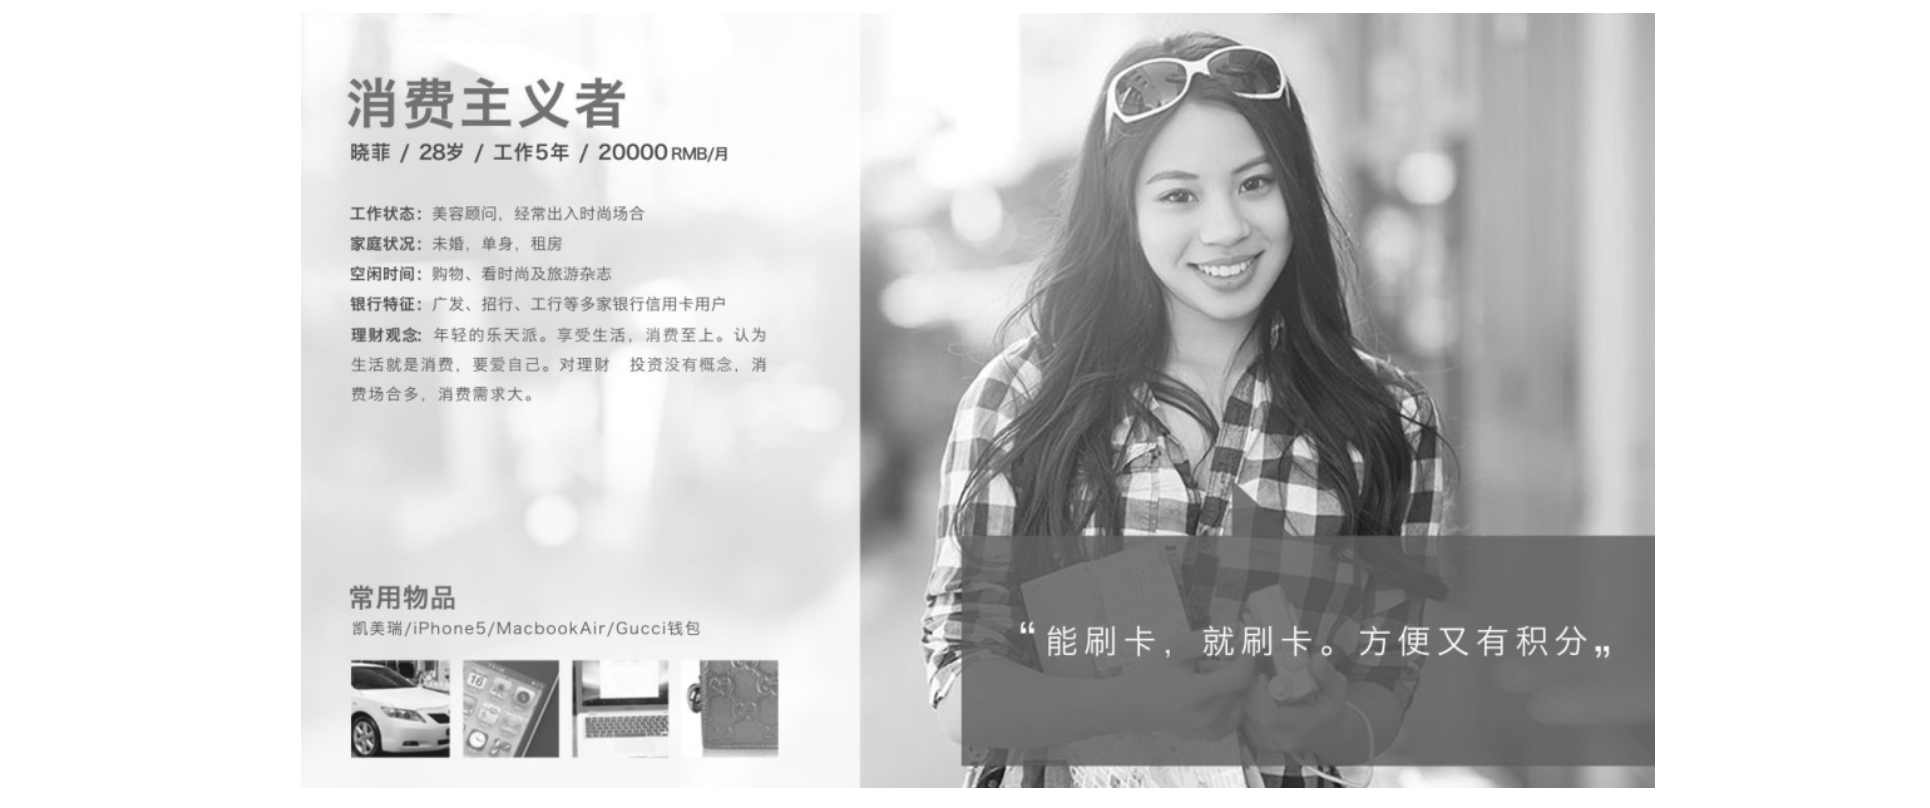 消费主义者
晓菲 / 28岁 / 工作5年 / 20000 RMB/月
工作状态：美容顾问，经常出入时尚场合
家庭状况：未婚，单身，租房
空闲时间：购物、看时尚及旅游杂志
银行特征：广发、招行、工行等多家银行信用卡用户
理财观念：年轻的乐天派。享受生活，消费至上。认为
生活就是消费，要爱自己。对理财　投资没有概念，消
费场合多，消费需求大。
常用物品
凯美瑞/iPhone5/MacbookAir/Gucci钱包
16
“能刷卡，就刷卡。方便又有积分„